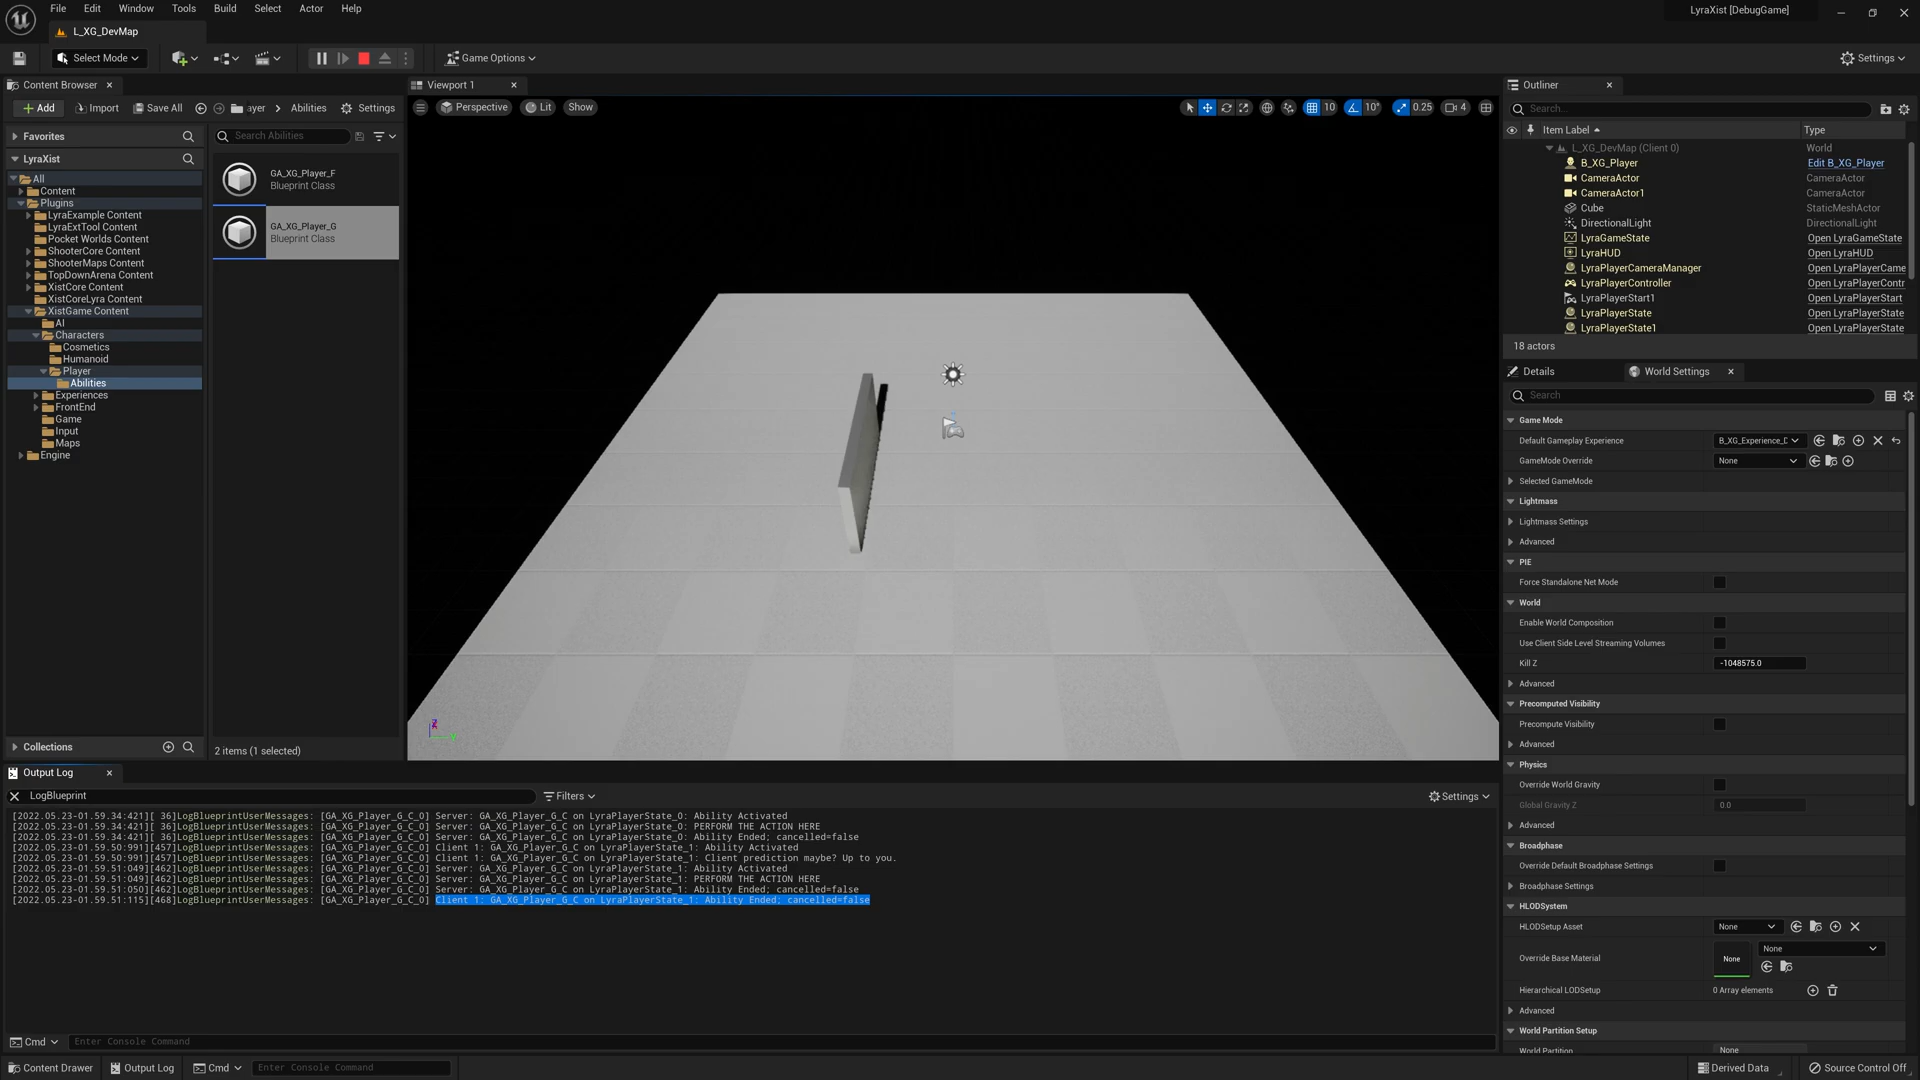 File Edit Window Tools Build Select Actor Help
LyraXist [DebugGame]
L_XG_DevMap
Select Mode
Game Options
Settings
Content Browser
Add Import Save All ayer Abilities Settings
Favorites
LyraXist
All
Content
Plugins
LyraExample Content
LyraExtTool Content
Pocket Worlds Content
ShooterCore Content
ShooterMaps Content
TopDownArena Content
XistCore Content
XistCoreLyra Content
XistGame Content
AI
Characters
Cosmetics
Humanoid
Player
Abilities
Experiences
FrontEnd
Game
Input
Maps
Engine
Collections
Search Abilities
GA_XG_Player_F
Blueprint Class
GA_XG_Player_G
Blueprint Class
2 items (1 selected)
Viewport 1
Perspective Lit Show
10 10° 0.25 4
Z
Y
Outliner
Search...
Item Label Type
L_XG_DevMap (Client 0) World
B_XG_Player Edit B_XG_Player
CameraActor CameraActor
CameraActor1 CameraActor
Cube StaticMeshActor
DirectionalLight DirectionalLight
LyraGameState Open LyraGameState
LyraHUD Open LyraHUD
LyraPlayerCameraManager Open LyraPlayerCame
LyraPlayerController Open LyraPlayerContr
LyraPlayerStart1 Open LyraPlayerStart
LyraPlayerState Open LyraPlayerState
LyraPlayerState1 Open LyraPlayerState
18 actors
Details World Settings
Search
Game Mode
Default Gameplay Experience B_XG_Experience_D
GameMode Override None
Selected GameMode
Lightmass
Lightmass Settings
Advanced
PIE
Force Standalone Net Mode
World
Enable World Composition
Use Client Side Level Streaming Volumes
Kill Z -1048575.0
Advanced
Precomputed Visibility
Precompute Visibility
Advanced
Physics
Override World Gravity
Global Gravity Z 0.0
Advanced
Broadphase
Override Default Broadphase Settings
Broadphase Settings
HLODSystem
HLODSetup Asset None
Override Base Material None None
Hierarchical LODSetup 0 Array elements
Advanced
World Partition Setup
World Partition None
Output Log
LogBlueprint Filters Settings
[2022.05.23-01.59.34:421][ 36]LogBlueprintUserMessages: [GA_XG_Player_G_C_0] Server: GA_XG_Player_G_C on LyraPlayerState_0: Ability Activated
[2022.05.23-01.59.34:421][ 36]LogBlueprintUserMessages: [GA_XG_Player_G_C_0] Server: GA_XG_Player_G_C on LyraPlayerState_0: PERFORM THE ACTION HERE
[2022.05.23-01.59.34:421][ 36]LogBlueprintUserMessages: [GA_XG_Player_G_C_0] Server: GA_XG_Player_G_C on LyraPlayerState_0: Ability Ended; cancelled=false
[2022.05.23-01.59.50:991][457]LogBlueprintUserMessages: [GA_XG_Player_G_C_0] Client 1: GA_XG_Player_G_C on LyraPlayerState_1: Ability Activated
[2022.05.23-01.59.50:991][457]LogBlueprintUserMessages: [GA_XG_Player_G_C_0] Client 1: GA_XG_Player_G_C on LyraPlayerState_1: Client prediction maybe? Up to you.
[2022.05.23-01.59.51:049][462]LogBlueprintUserMessages: [GA_XG_Player_G_C_0] Server: GA_XG_Player_G_C on LyraPlayerState_1: Ability Activated
[2022.05.23-01.59.51:049][462]LogBlueprintUserMessages: [GA_XG_Player_G_C_0] Server: GA_XG_Player_G_C on LyraPlayerState_1: PERFORM THE ACTION HERE
[2022.05.23-01.59.51:050][462]LogBlueprintUserMessages: [GA_XG_Player_G_C_0] Server: GA_XG_Player_G_C on LyraPlayerState_1: Ability Ended; cancelled=false
[2022.05.23-01.59.51:115][468]LogBlueprintUserMessages: [GA_XG_Player_G_C_0] Client 1: GA_XG_Player_G_C on LyraPlayerState_1: Ability Ended; cancelled=false
Cmd Enter Console Command
Content Drawer Output Log Cmd Enter Console Command Derived Data Source Control Off